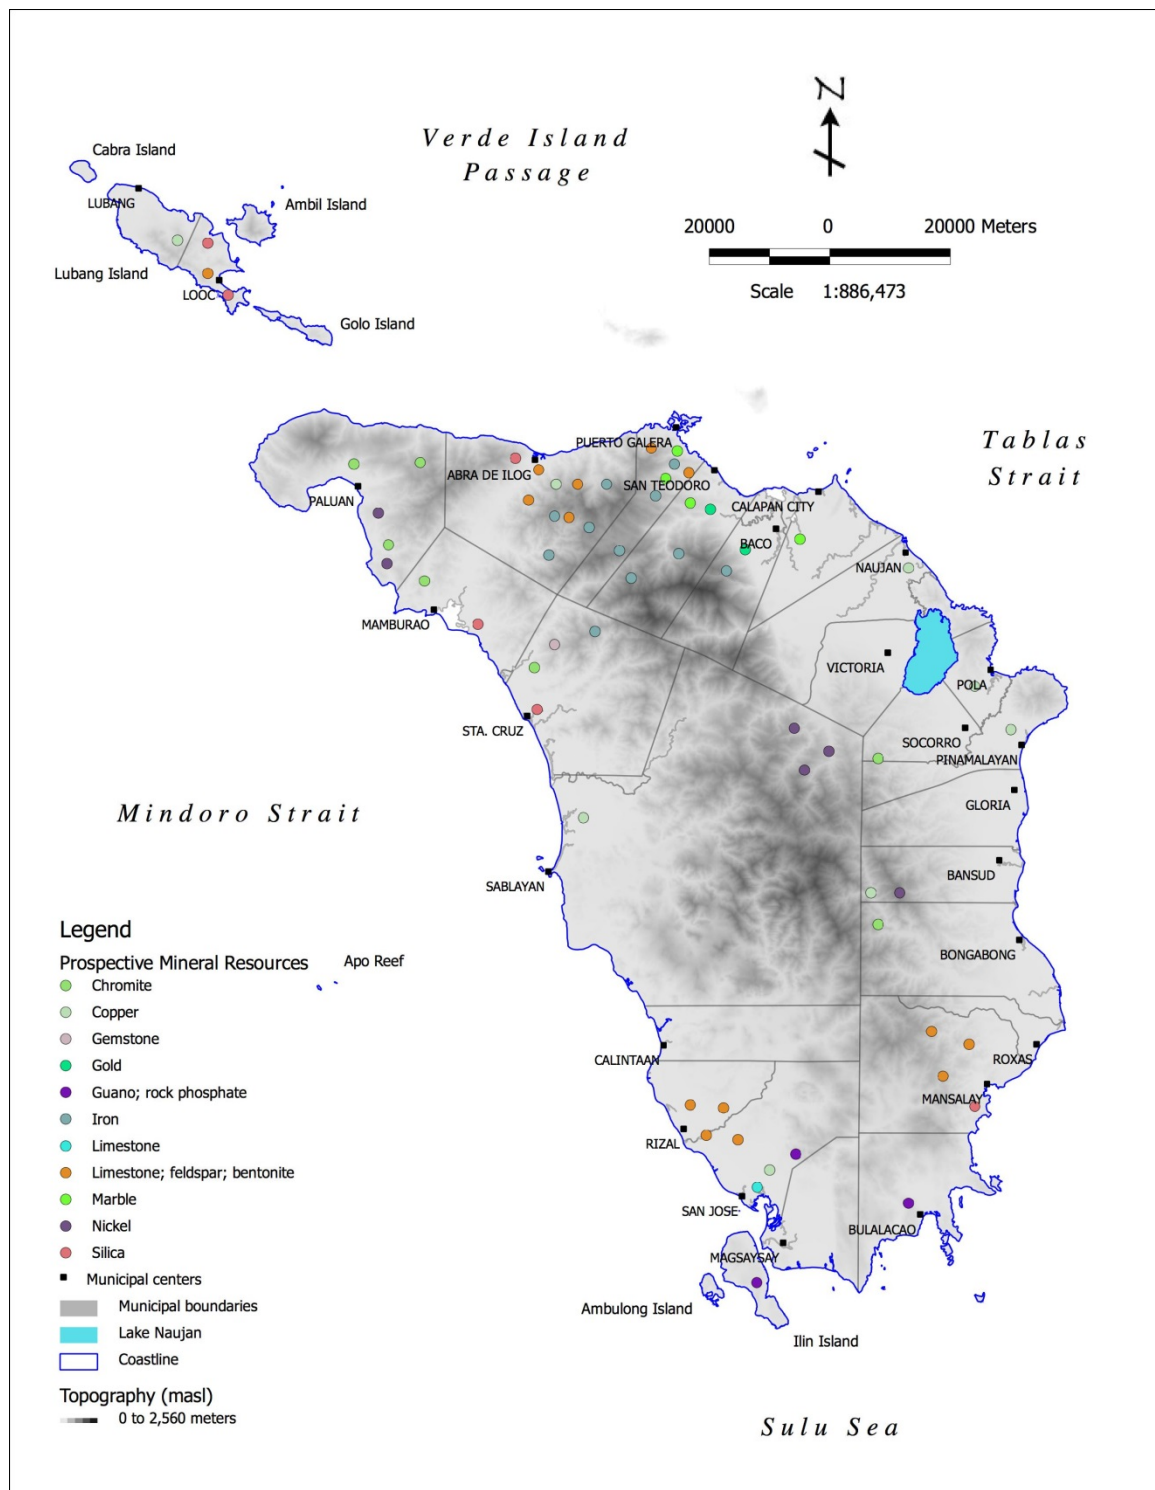 N
Verde Island
Passage
Cabra Island
LUBANG
Ambil Island
20000 0 20000 Meters
Scale 1:886,473
Lubang Island
LOOC
Golo Island
Tablas
Strait
PUERTO GALERA
ABRA DE ILOG
SAN TEODORO
PALUAN
CALAPAN CITY
BACO
NAUJAN
MAMBURAO
VICTORIA
POLA
STA. CRUZ
SOCORRO
PINAMALAYAN
Mindoro Strait
GLORIA
BANSUD
SABLAYAN
BONGABONG
Apo Reef
CALINTAAN
ROXAS
MANSALAY
RIZAL
SAN JOSE
BULALACAO
MAGSAYSAY
Ambulong Island
Ilin Island
Sulu Sea
Legend
Prospective Mineral Resources
Chromite
Copper
Gemstone
Gold
Guano; rock phosphate
Iron
Limestone
Limestone; feldspar; bentonite
Marble
Nickel
Silica
Municipal centers
Municipal boundaries
Lake Naujan
Coastline
Topography (masl)
0 to 2,560 meters